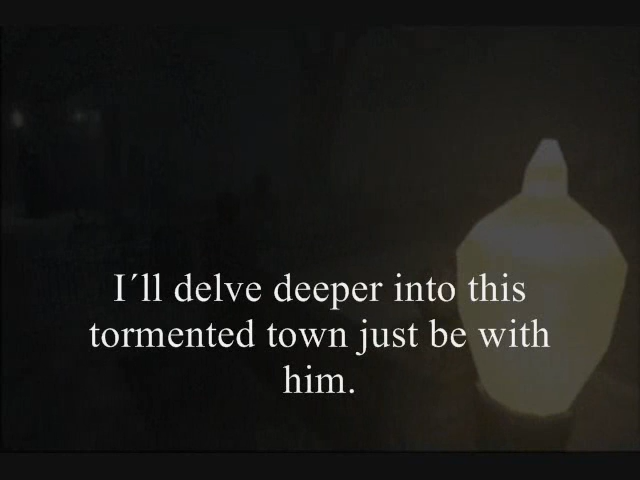 I´ll delve deeper into this
tormented town just be with
him.